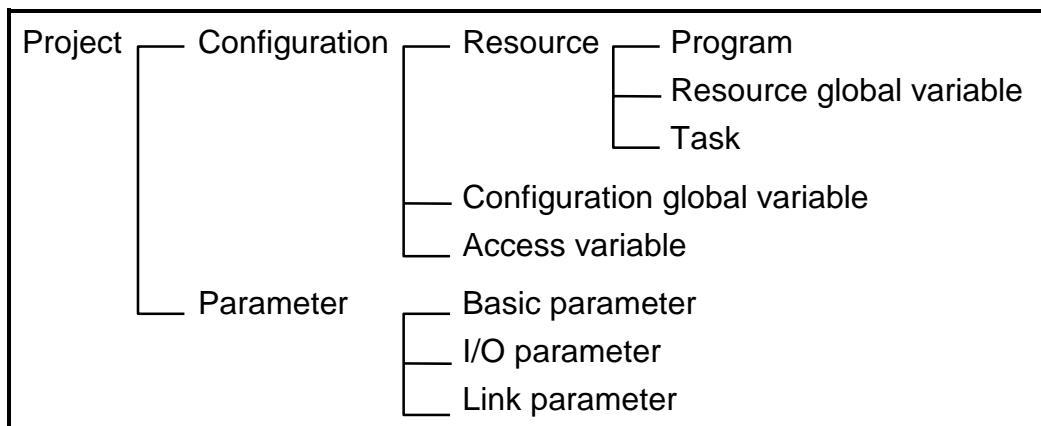 Project Configuration Resource Program
Resource global variable
Task
Configuration global variable
Access variable
Parameter Basic parameter
I/O parameter
Link parameter